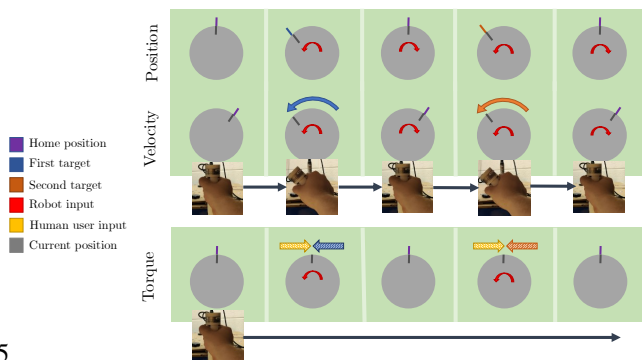 Position
Velocity
Home position
First target
Second target
Robot input
Human user input
Current position
Torque
5